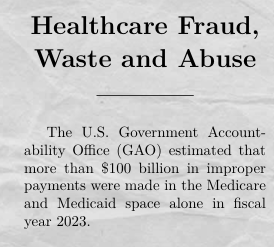 Healthcare Fraud,
Waste and Abuse
The U.S. Government Account-
ability Office (GAO) estimated that
more than $100 billion in improper
payments were made in the Medicare
and Medicaid space alone in fiscal
year 2023.